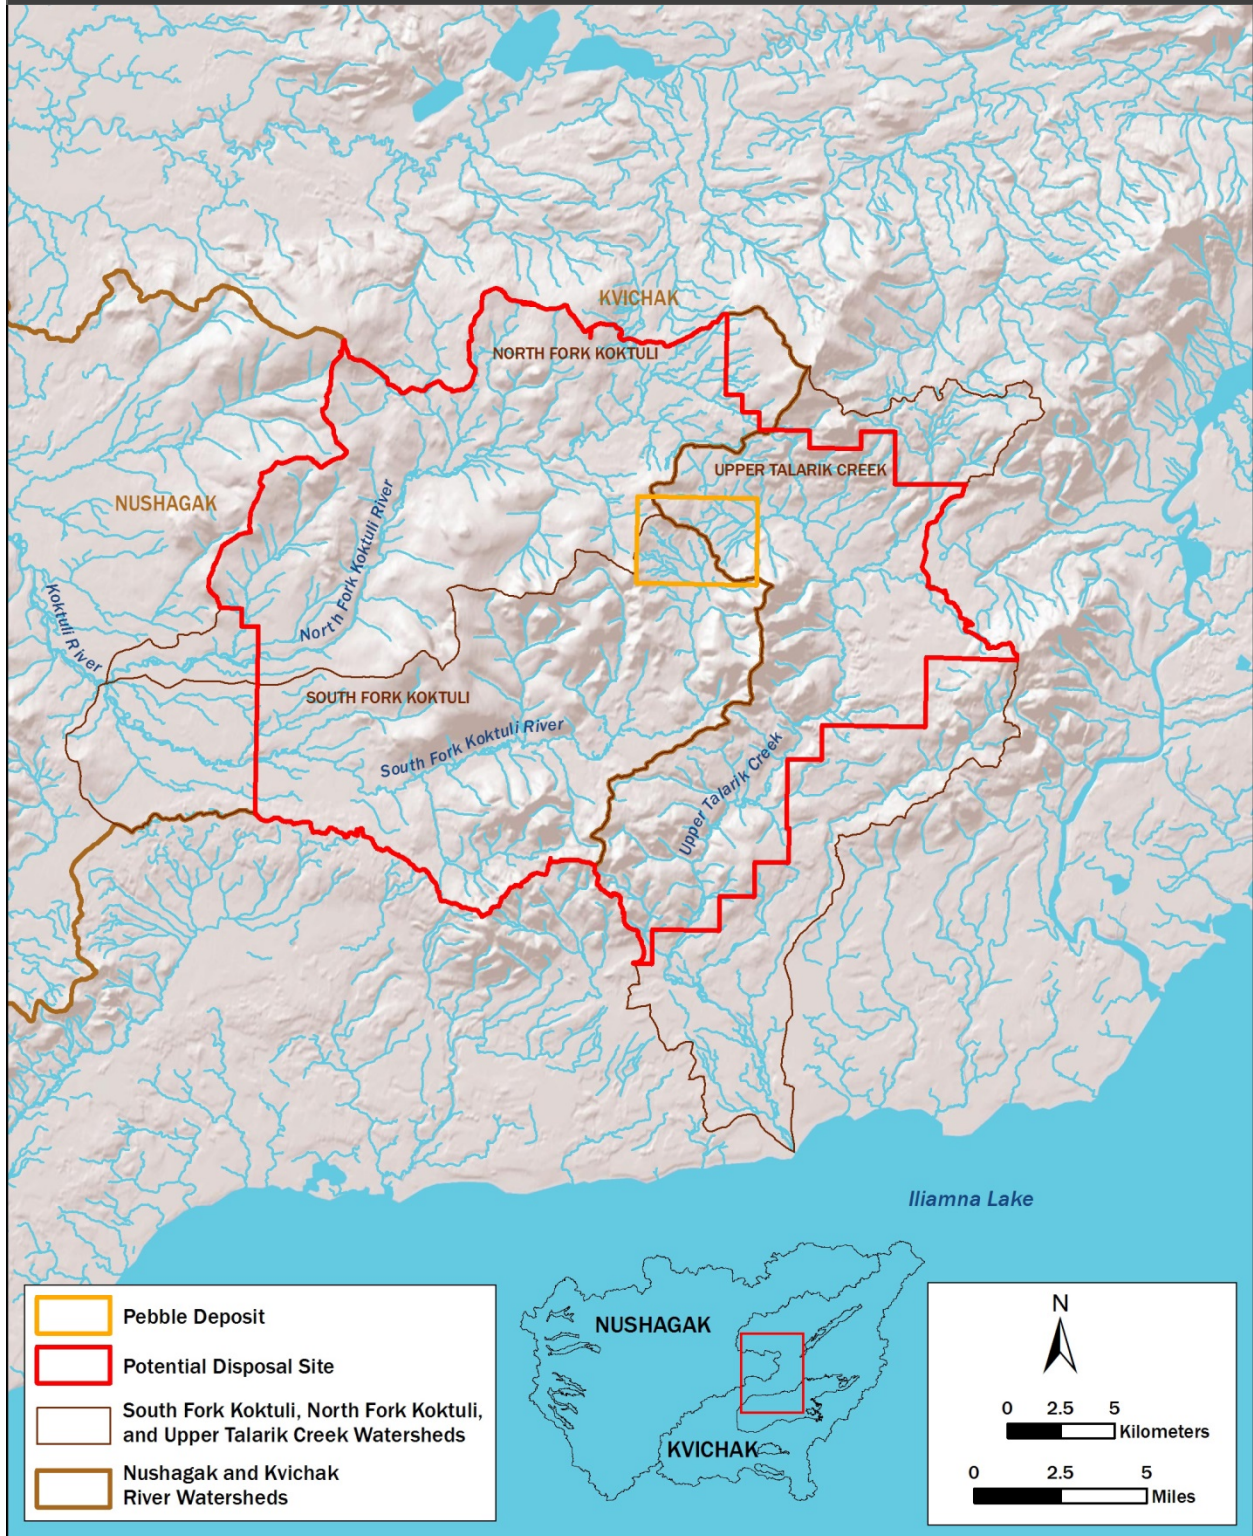 KVICHAK
NORTH FORK KOKTULI
UPPER TALARIK CREEK
NUSHAGAK
North Fork Koktuli River
Koktuli River
SOUTH FORK KOKTULI
South Fork Koktuli River
Upper Talarik Creek
Iliamna Lake
Pebble Deposit
Potential Disposal Site
South Fork Koktuli, North Fork Koktuli,
and Upper Talarik Creek Watersheds
Nushagak and Kvichak
River Watersheds
NUSHAGAK
KVICHAK
N
0 2.5 5
Kilometers
0 2.5 5
Miles